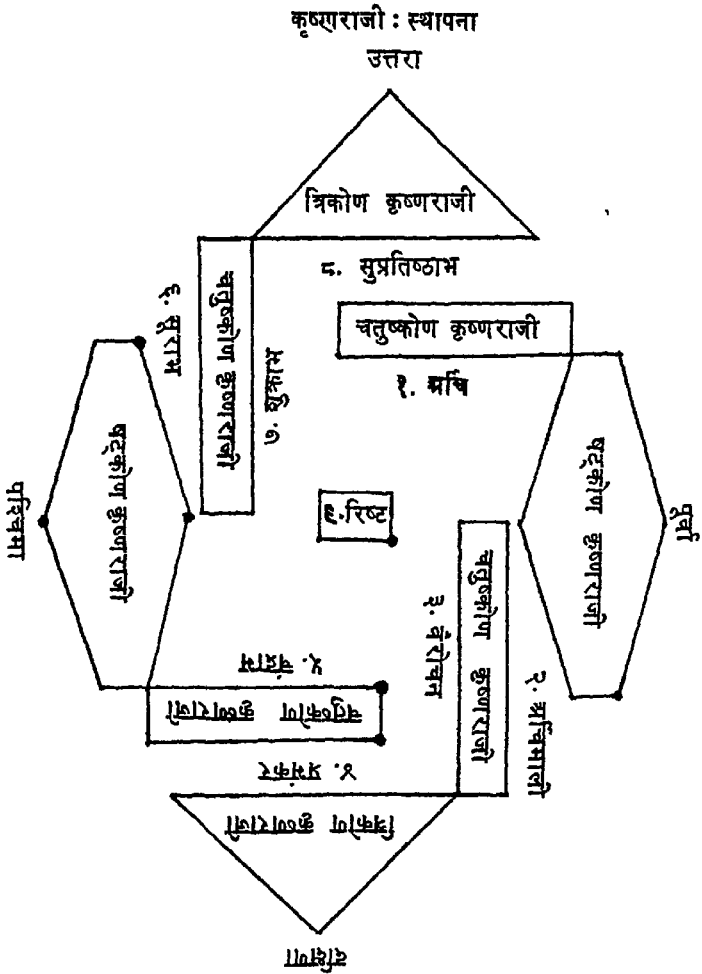 कृष्णराजी : स्थापना
उत्तरा
त्रिकोण कृष्णराजी
८. सुप्रतिष्ठाभ
चतुष्कोण कृष्णराजी
१. अर्चि
षट्कोण कृष्णराजी
पूर्वा
२. अर्चिमाली
चतुष्कोण कृष्णराजी
३. वैरोचन
९. रिष्ट
चतुष्कोण कृष्णराजी
६. सूराभ
षट्कोण कृष्णराजी
पश्चिमा
५. चंद्राभ
चतुष्कोण कृष्णराजी
४. प्रभंकर
त्रिकोण कृष्णराजी
दक्षिणा